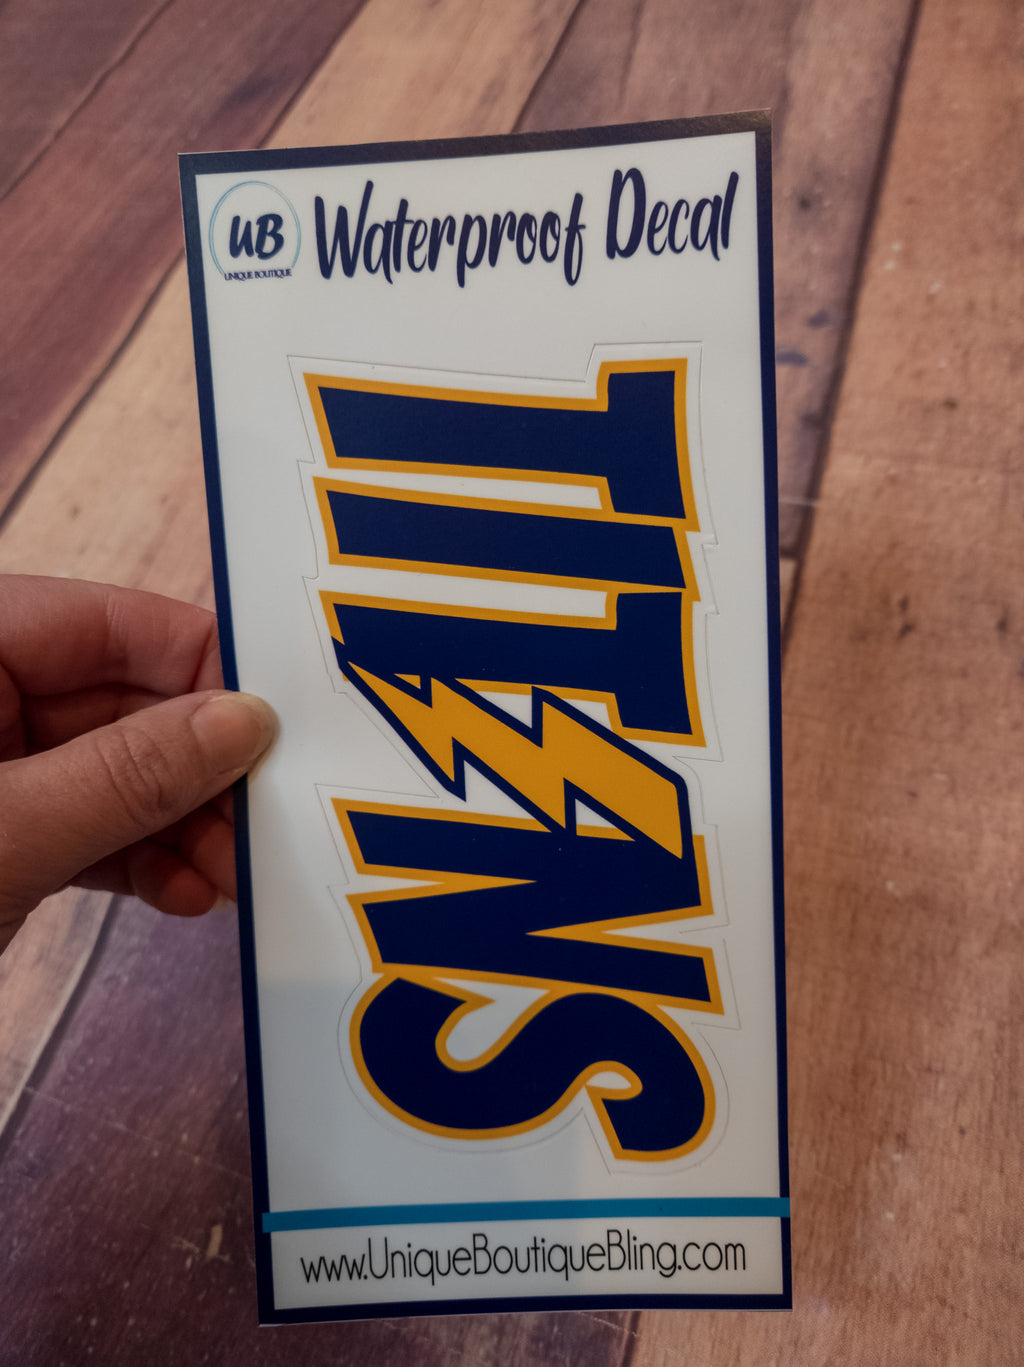 UB
UNIQUE BOUTIQUE
Waterproof Decal
TITANS
www.UniqueBoutiqueBling.com